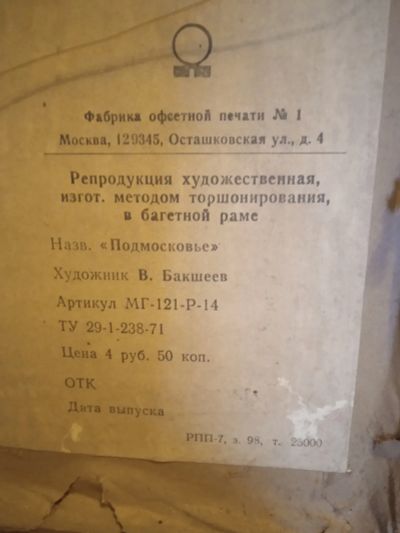 Фабрика офсетной печати № 1
Москва, 129345, Осташковская ул., д. 4
Репродукция художественная,
изгот. методом торшонирования,
в багетной раме
Назв. «Подмосковье»
Художник В. Бакшеев
Артикул МГ-121-Р-14
ТУ 29-1-238-71
Цена 4 руб. 50 коп.
ОТК
Дата выпуска
РПП-7, з. 98, т. 25000